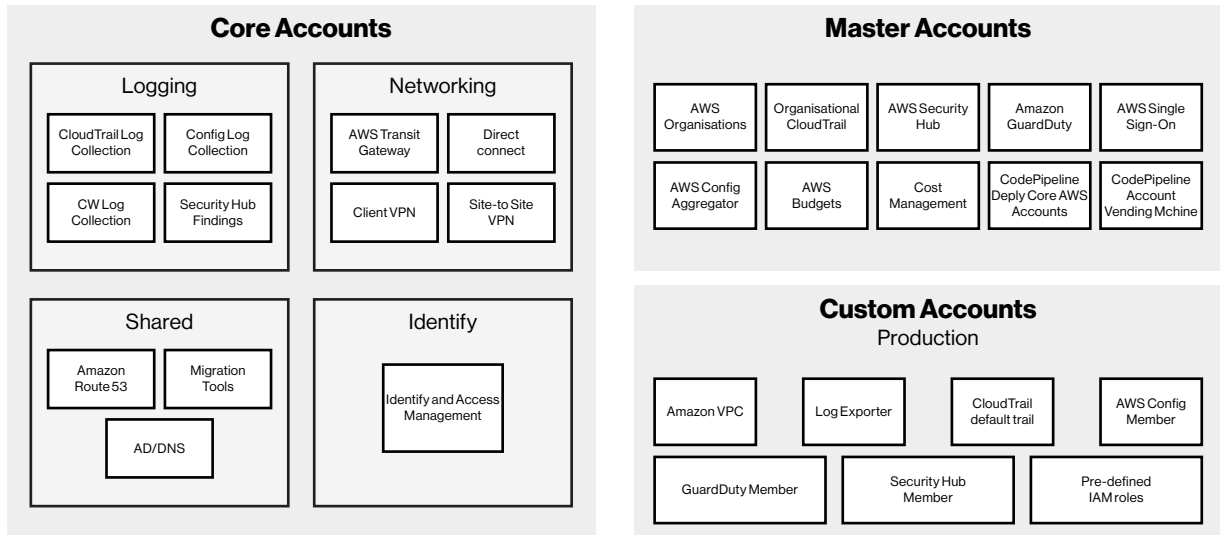 Core Accounts
Logging
CloudTrail Log
Collection
Config Log
Collection
CW Log
Collection
Security Hub
Findings
Networking
AWS Transit
Gateway
Direct
connect
Client VPN
Site-to Site
VPN
Shared
Amazon
Route 53
Migration
Tools
AD/DNS
Identify
Identify and Access
Management
Master Accounts
AWS
Organisations
Organisational
CloudTrail
AWS Security
Hub
Amazon
GuardDuty
AWS Single
Sign-On
AWS Config
Aggregator
AWS
Budgets
Cost
Management
CodePipeline
Deply Core AWS
Accounts
CodePipeline
Account
Vending Mchine
Custom Accounts
Production
Amazon VPC
Log Exporter
CloudTrail
default trail
AWS Config
Member
GuardDuty Member
Security Hub
Member
Pre-defined
IAM roles